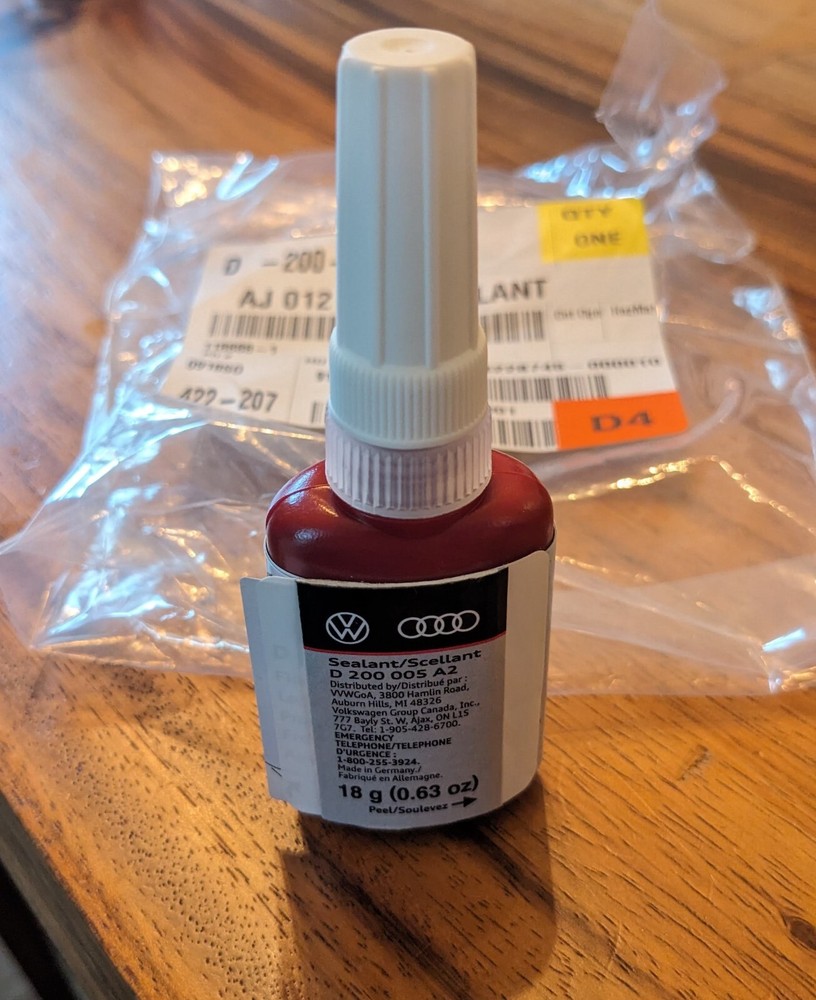 QTY
ONE
D -200-
AJ 012
LANT
422-207
D4
VW
Sealant/Scellant
D 200 005 A2
Distributed by/Distribué par :
VWGoA, 3800 Hamlin Road,
Auburn Hills, MI 48326
Volkswagen Group Canada, Inc.,
777 Bayly St. W, Ajax, ON L1S
7G7. Tel: 1-905-428-6700.
EMERGENCY
TELEPHONE/TELEPHONE
D'URGENCE :
1-800-255-3924.
Made in Germany./
Fabriqué en Allemagne.
18 g (0.63 oz)
Peel/Soulevez